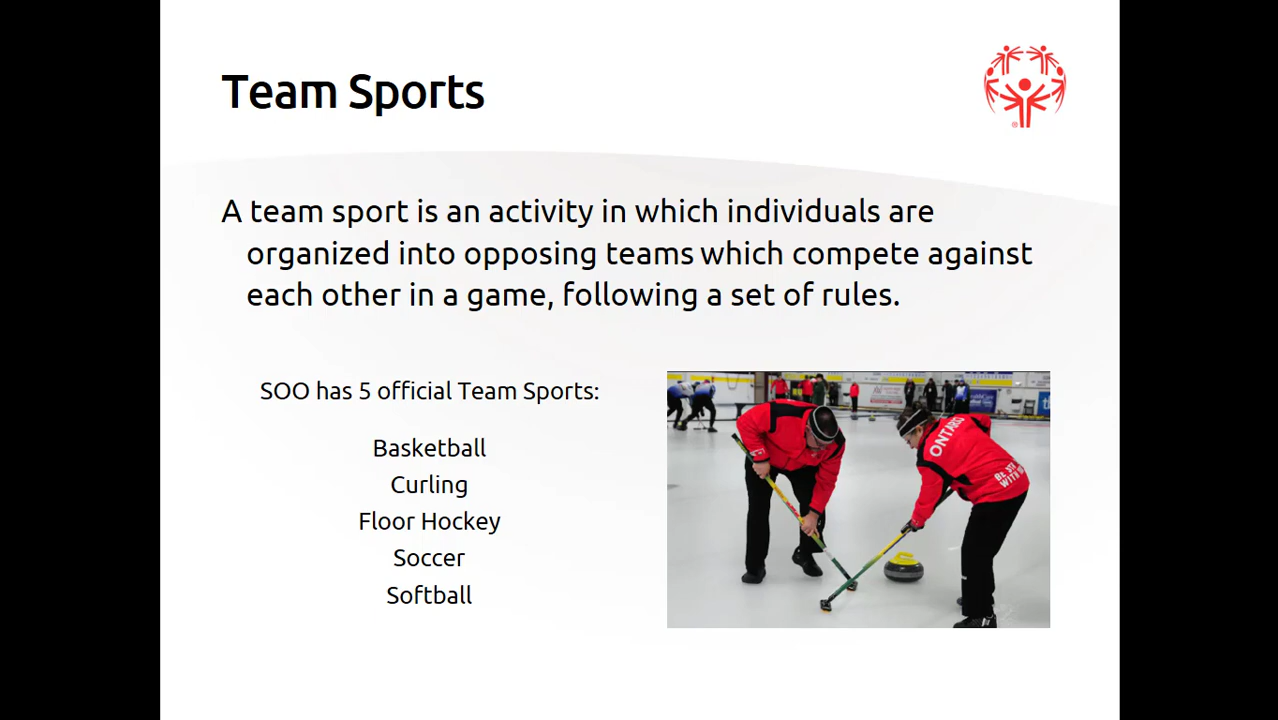 Team Sports
A team sport is an activity in which individuals are
organized into opposing teams which compete against
each other in a game, following a set of rules.
SOO has 5 official Team Sports:
Basketball
Curling
Floor Hockey
Soccer
Softball
ONTARIO